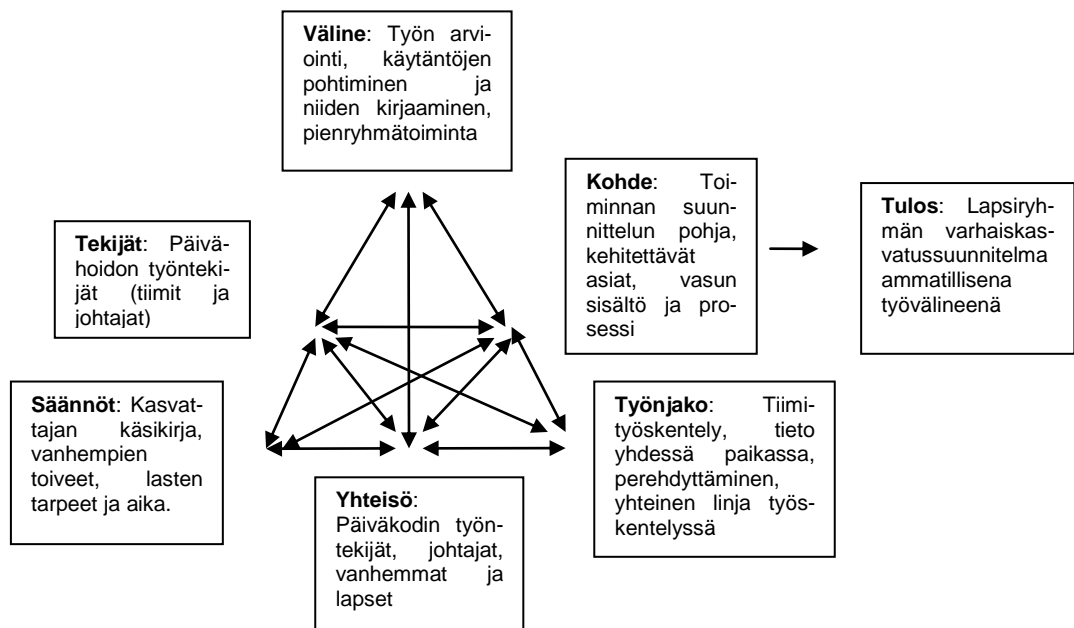 Väline: Työn arvi-
ointi, käytäntöjen
pohtiminen ja
niiden kirjaaminen,
pienryhmätoiminta
Kohde: Toi-
minnan suun-
nittelun pohja,
kehitettävät
asiat, vasun
sisältö ja pro-
sessi
Tulos: Lapsiryh-
män varhaiskas-
vatussuunnitelma
ammatillisena
työvälineenä
Tekijät: Päivä-
hoidon työnteki-
jät (tiimit ja
johtajat)
Säännöt: Kasvat-
tajan käsikirja,
vanhempien
toiveet, lasten
tarpeet ja aika.
Yhteisö:
Päiväkodin työn-
tekijät, johtajat,
vanhemmat ja
lapset
Työnjako: Tiimi-
työskentely, tieto
yhdessä paikassa,
perehdyttäminen,
yhteinen linja työs-
kentelyssä